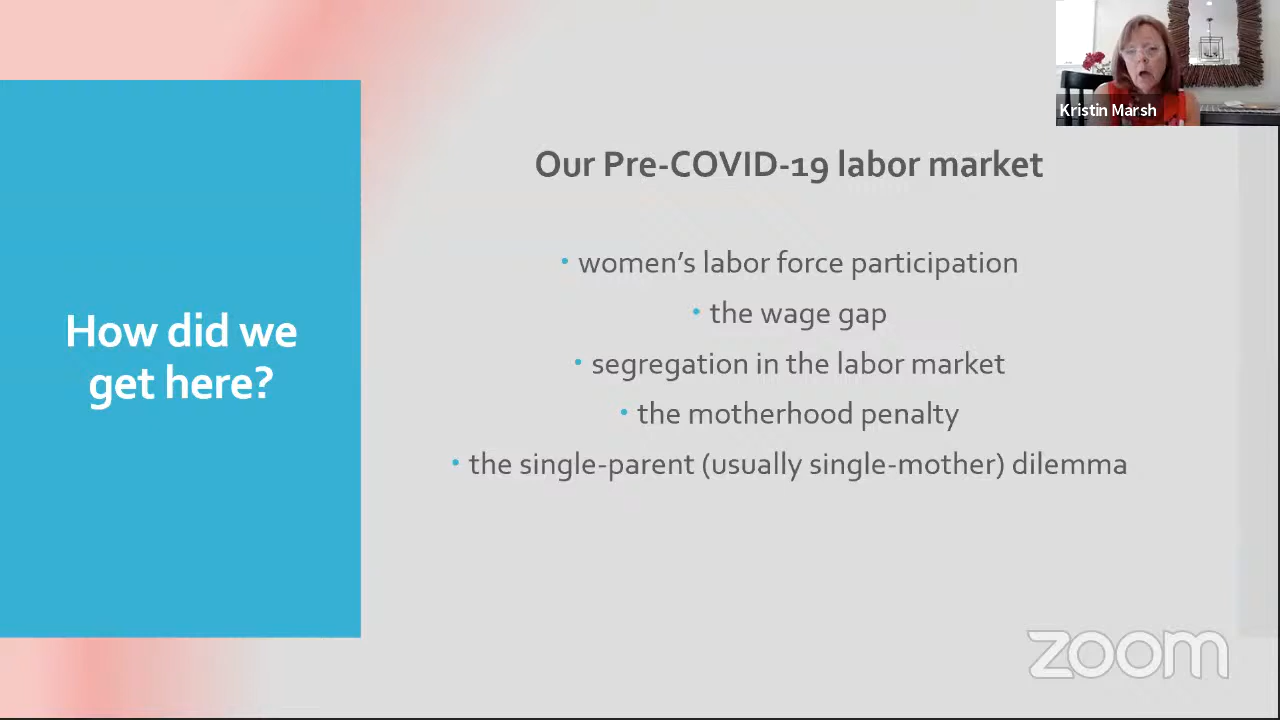 Kristin Marsh
How did we
get here?
Our Pre-COVID-19 labor market
• women's labor force participation
• the wage gap
• segregation in the labor market
• the motherhood penalty
• the single-parent (usually single-mother) dilemma
zoom